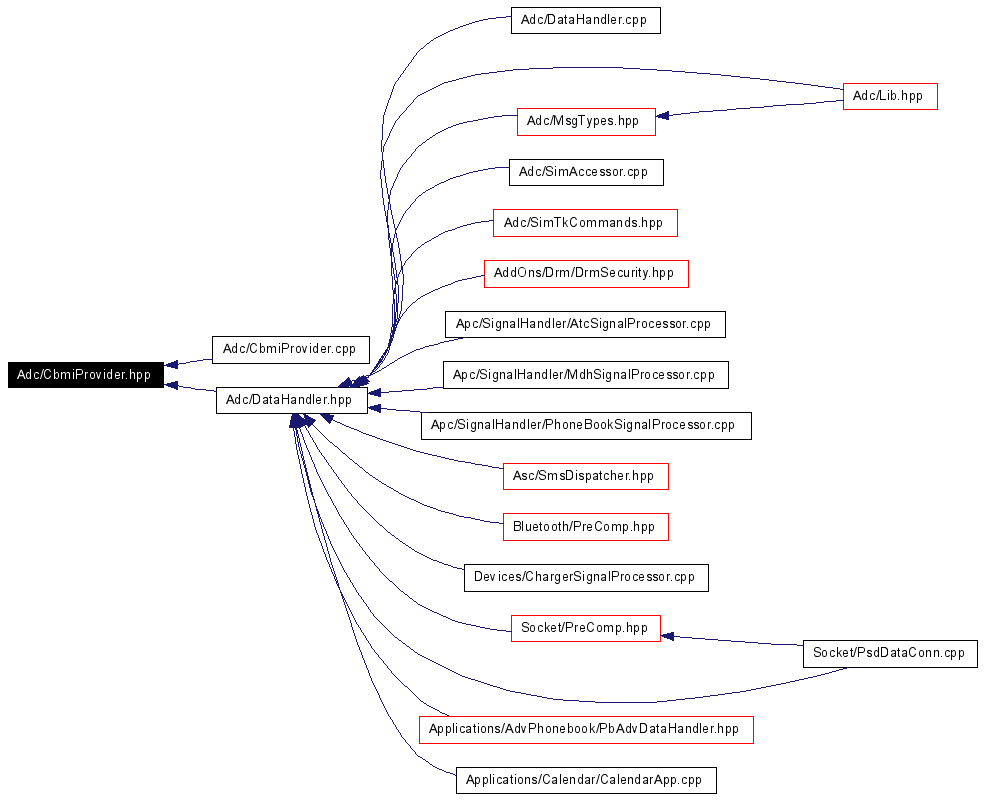 Adc/DataHandler.cpp
Adc/Lib.hpp
Adc/MsgTypes.hpp
Adc/SimAccessor.cpp
Adc/SimTkCommands.hpp
AddOns/Drm/DrmSecurity.hpp
Apc/SignalHandler/AtcSignalProcessor.cpp
Adc/CbmiProvider.cpp
Adc/CbmiProvider.hpp
Apc/SignalHandler/MdhSignalProcessor.cpp
Adc/DataHandler.hpp
Apc/SignalHandler/PhoneBookSignalProcessor.cpp
Asc/SmsDispatcher.hpp
Bluetooth/PreComp.hpp
Devices/ChargerSignalProcessor.cpp
Socket/PreComp.hpp
Socket/PsdDataConn.cpp
Applications/AdvPhonebook/PbAdvDataHandler.hpp
Applications/Calendar/CalendarApp.cpp